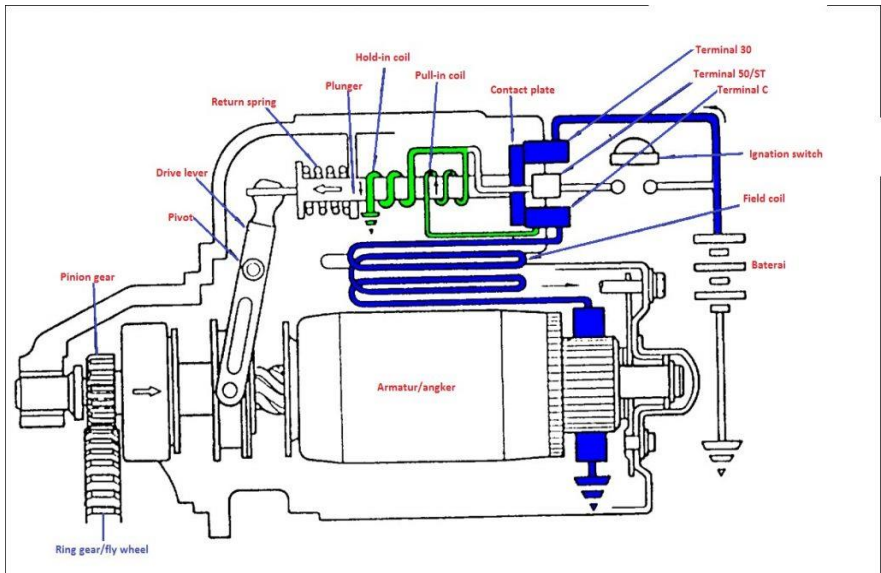 Hold-in coil
Pull-in coil
Plunger
Return spring
Contact plate
Terminal 30
Terminal 50/ST
Terminal C
Ignation switch
Drive lever
Pivot
Field coil
Baterai
Pinion gear
Armatur/angker
Ring gear/fly wheel